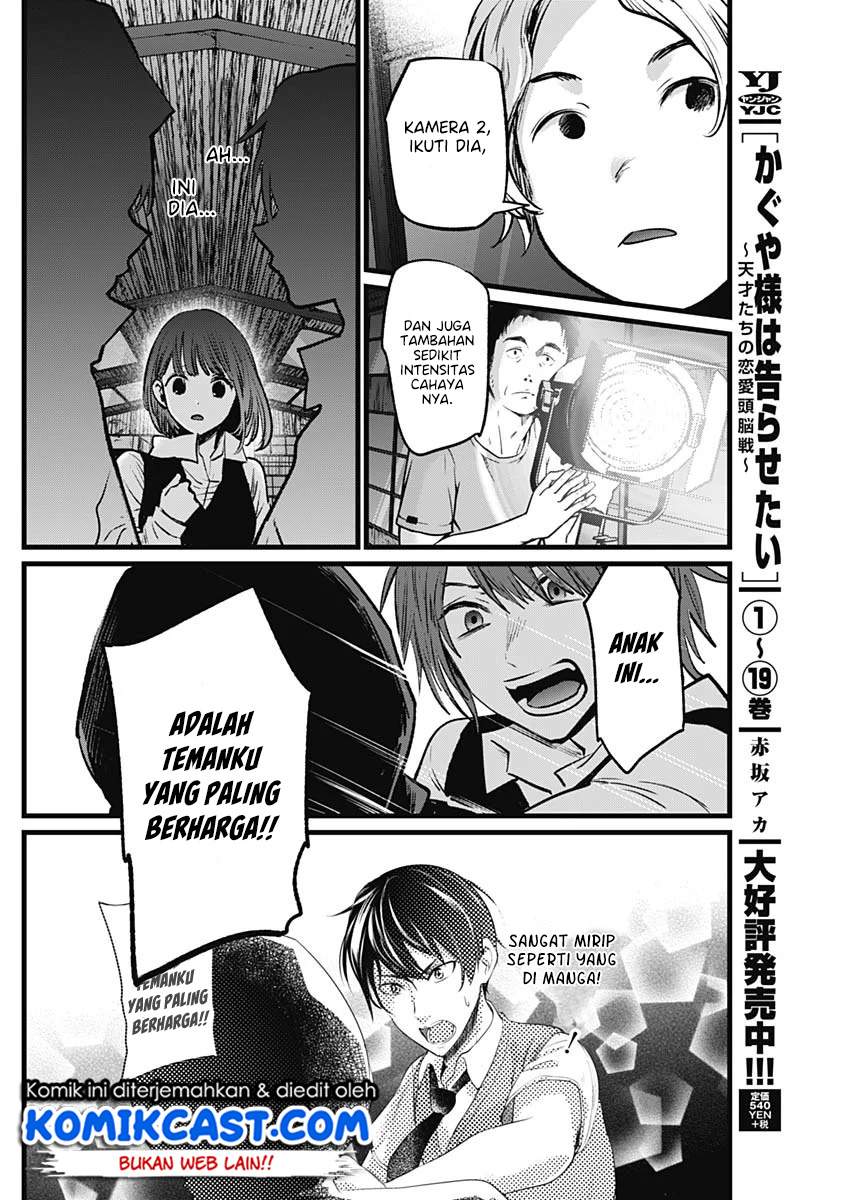 KAMERA 2,
IKUTI DIA,
DAN JUGA
TAMBAHAN
SEDIKIT
INTENSITAS
CAHAYA
NYA.
AH...
INI
DIA...
ANAK
INI...
ADALAH
TEMANKU
YANG PALING
BERHARGA!!
SANGAT MIRIP
SEPERTI YANG
DI MANGA!
!
TEMANKU
YANG PALING
BERHARGA!!
Komik ini diterjemahkan & diedit oleh
KOMIKCAST.COM
BUKAN WEB LAIN!!
YJ
ヤンジャン
YJC
[かぐや様は告らせたい]
～天才たちの恋愛頭脳戦～
①～⑲巻
赤坂アカ
大好評発売中!!!
定価
540
YEN
+税